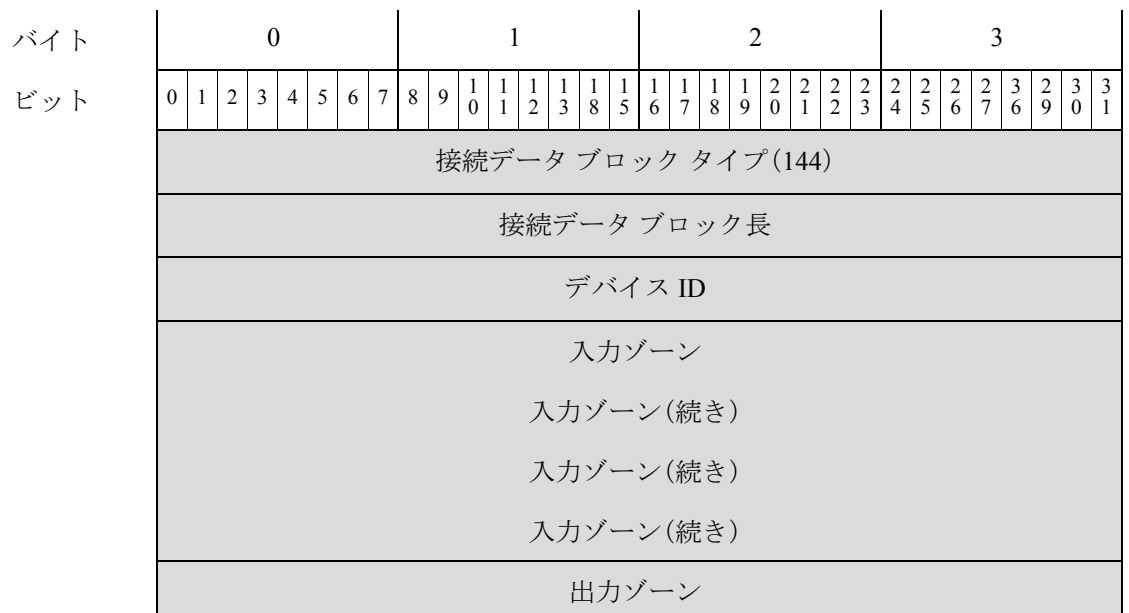 バイト 0 1 2 3
ビット 0 1 2 3 4 5 6 7 8 9 10 11 12 13 18 15 16 17 18 19 20 21 22 23 24 25 26 27 36 29 30 31
接続データ ブロック タイプ(144)
接続データ ブロック長
デバイス ID
入力ゾーン
入力ゾーン(続き)
入力ゾーン(続き)
入力ゾーン(続き)
出力ゾーン